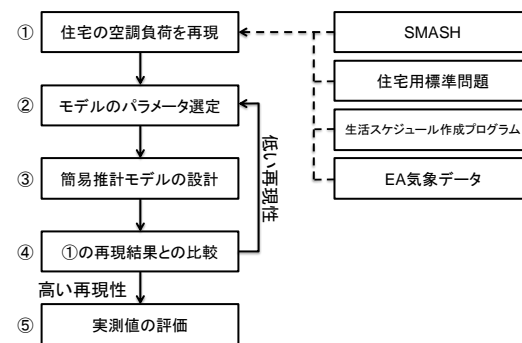 ① 住宅の空調負荷を再現
② モデルのパラメータ選定
③ 簡易推計モデルの設計
④ ①の再現結果との比較
低い再現性
高い再現性
⑤ 実測値の評価
SMASH
住宅用標準問題
生活スケジュール作成プログラム
EA気象データ